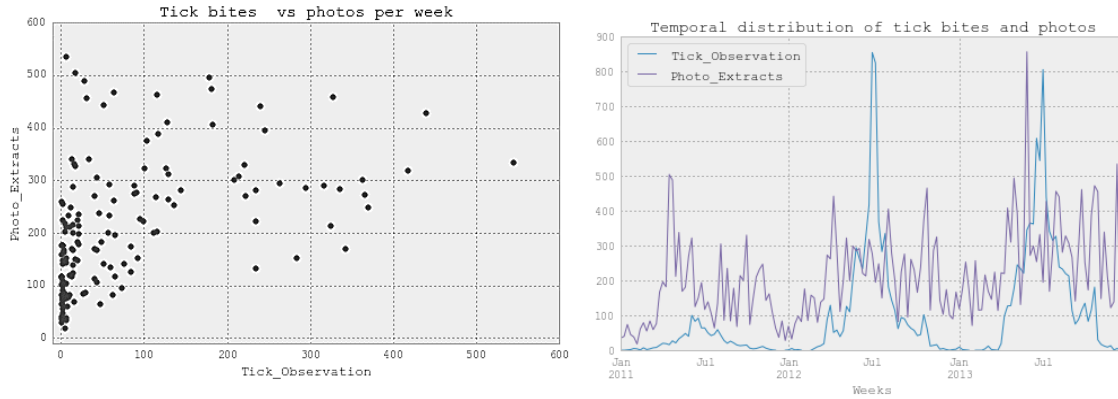 Tick bites  vs photos per week
600
500
400
300
200
100
0
Photo_Extracts
0 100 200 300 400 500 600
Tick_Observation
Temporal distribution of tick bites and photos
900
800
700
600
500
400
300
200
100
0
Tick_Observation
Photo_Extracts
Jan Jul Jan Jul Jan Jul
2011 2012 2013
Weeks